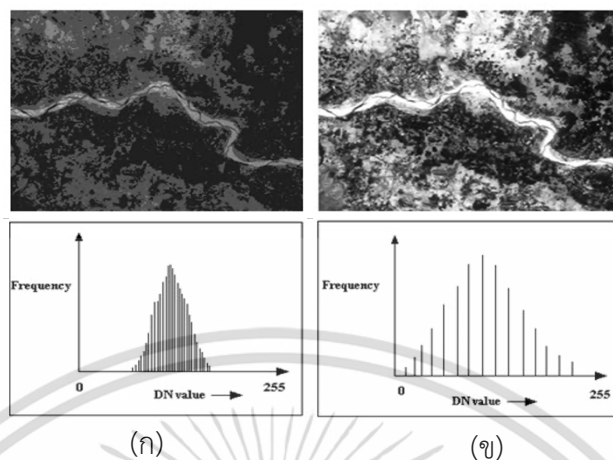 Frequency
0
255
DN value
(ก)
Frequency
0
255
DN value
(ข)